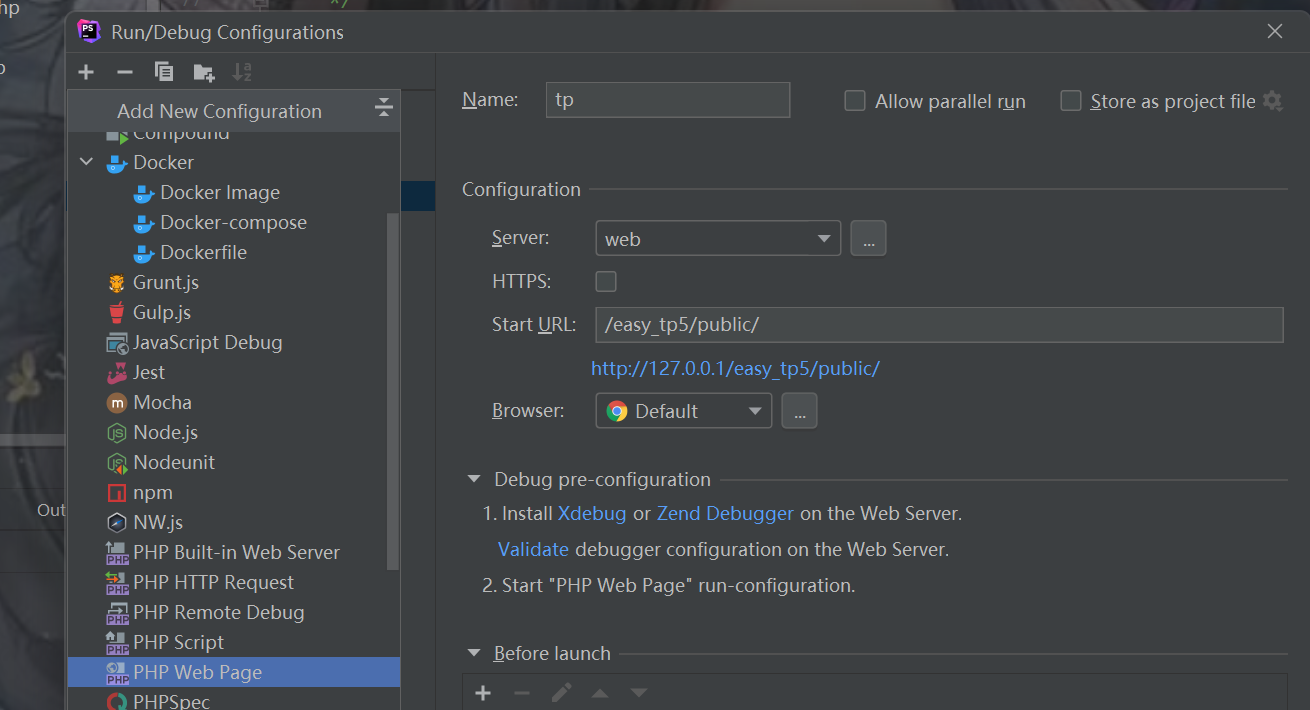 hp
Run/Debug Configurations
Add New Configuration
Compound
Docker
Docker Image
Docker-compose
Dockerfile
Grunt.js
Gulp.js
JavaScript Debug
Jest
Mocha
Node.js
Nodeunit
npm
NW.js
PHP Built-in Web Server
PHP HTTP Request
PHP Remote Debug
PHP Script
PHP Web Page
PHPSpec
Out
Name: tp Allow parallel run Store as project file
Configuration
Server: web ...
HTTPS:
Start URL: /easy_tp5/public/
http://127.0.0.1/easy_tp5/public/
Browser: Default ...
Debug pre-configuration
1. Install Xdebug or Zend Debugger on the Web Server.
Validate debugger configuration on the Web Server.
2. Start "PHP Web Page" run-configuration.
Before launch